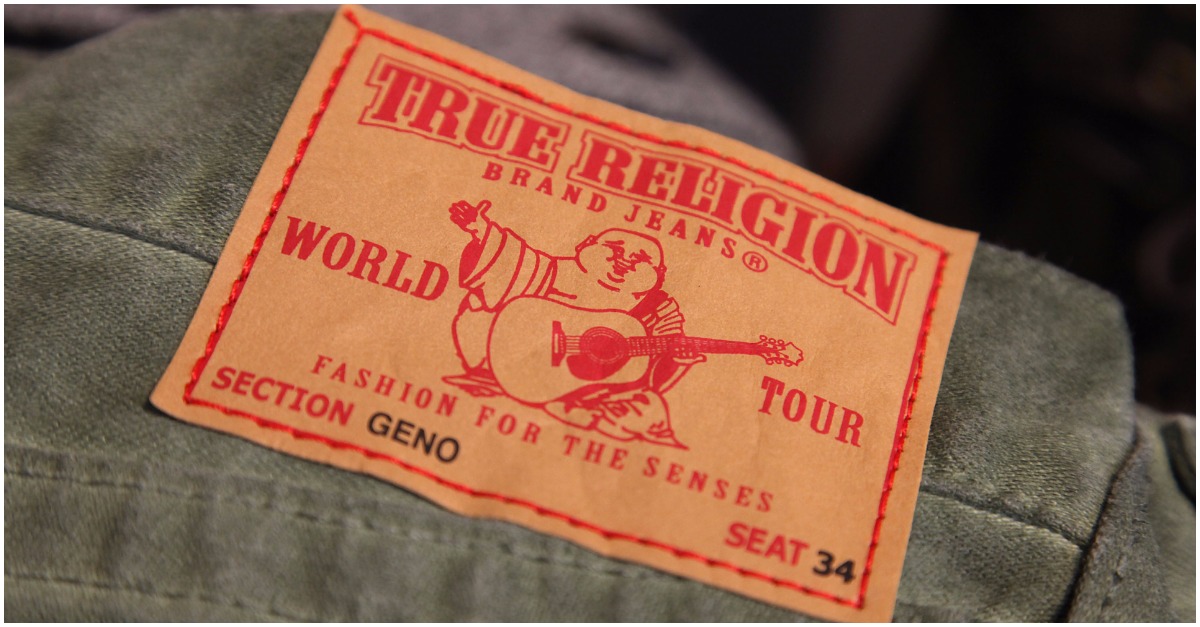 TRUE RELIGION
BRAND JEANS®
WORLD TOUR
FASHION FOR THE SENSES
SECTION GENO
SEAT 34